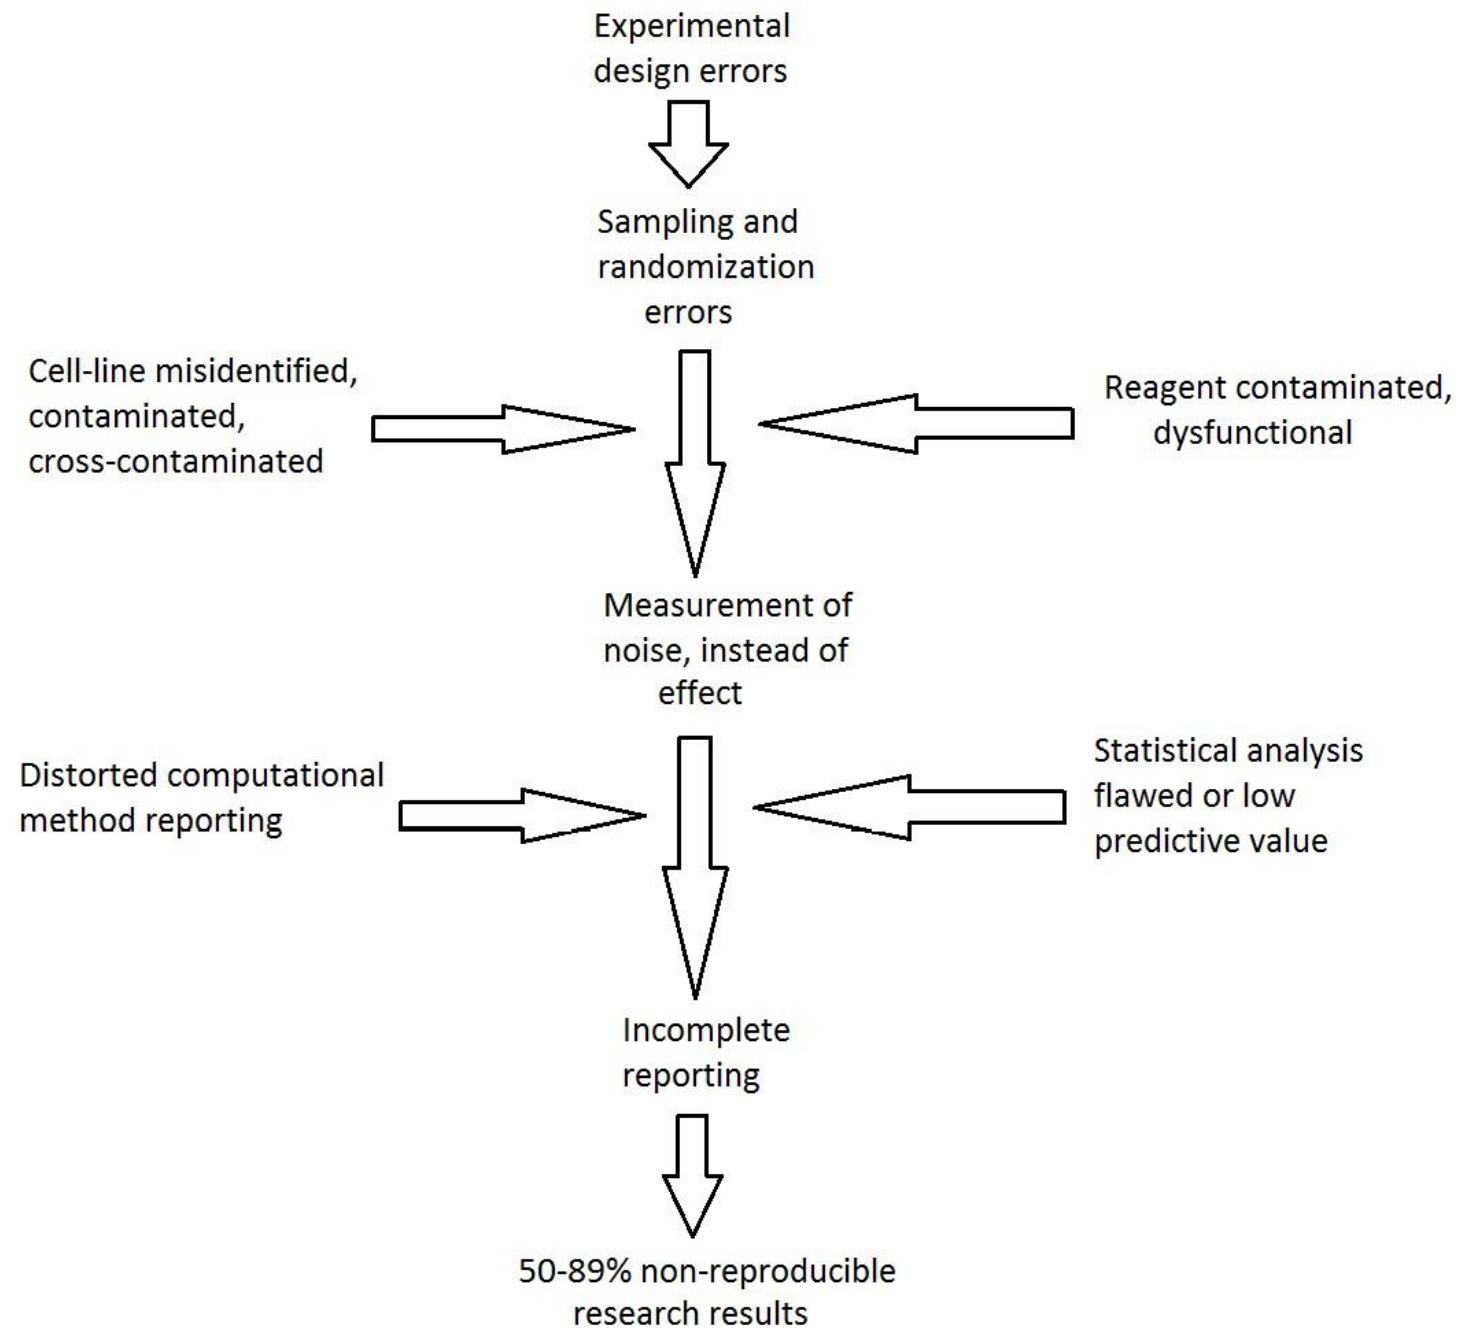 Experimental
design errors
Sampling and
randomization
errors
Cell-line misidentified,
contaminated,
cross-contaminated
Reagent contaminated,
dysfunctional
Measurement of
noise, instead of
effect
Distorted computational
method reporting
Statistical analysis
flawed or low
predictive value
Incomplete
reporting
50-89% non-reproducible
research results